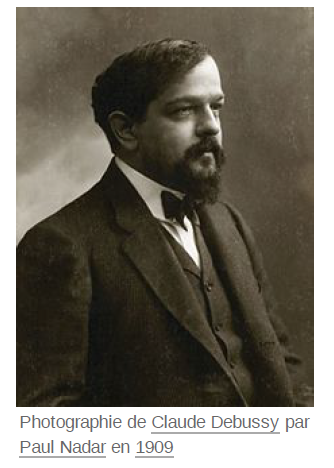 Photographie de Claude Debussy par
Paul Nadar en 1909